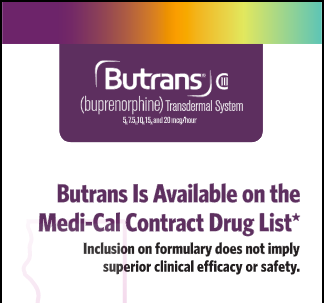 Butrans® CIII
(buprenorphine) Transdermal System
5, 7.5, 10, 15, and 20 mcg/hour
Butrans Is Available on the
Medi-Cal Contract Drug List*
Inclusion on formulary does not imply
superior clinical efficacy or safety.